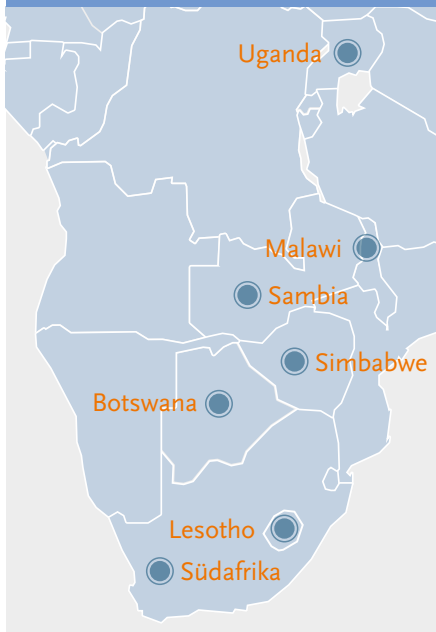 Uganda
Malawi
Sambia
Simbabwe
Botswana
Lesotho
Südafrika